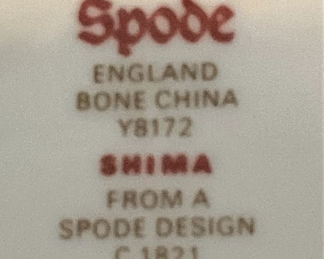 Spode
ENGLAND
BONE CHINA
Y8172
SHIMA
FROM A
SPODE DESIGN
C 1821